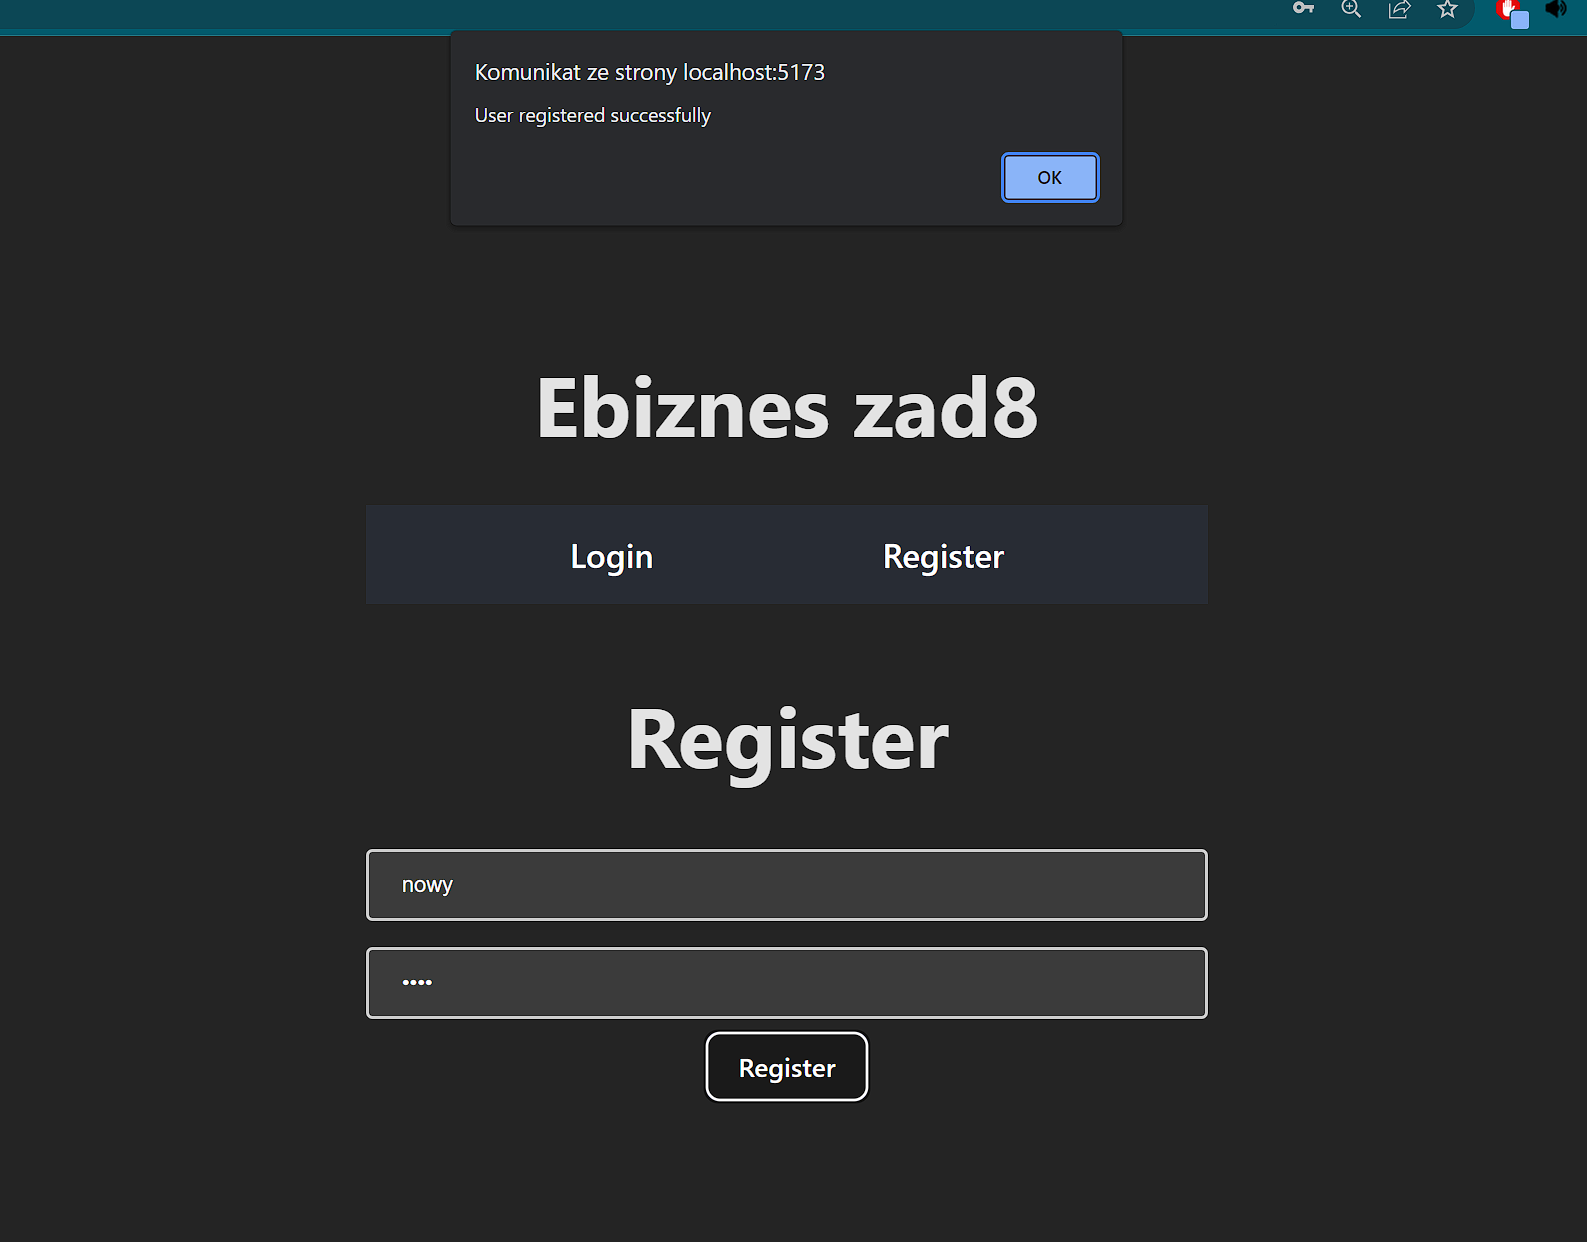 Komunikat ze strony localhost:5173
User registered successfully
OK
Ebiznes zad8
Login Register
Register
nowy
••••
Register